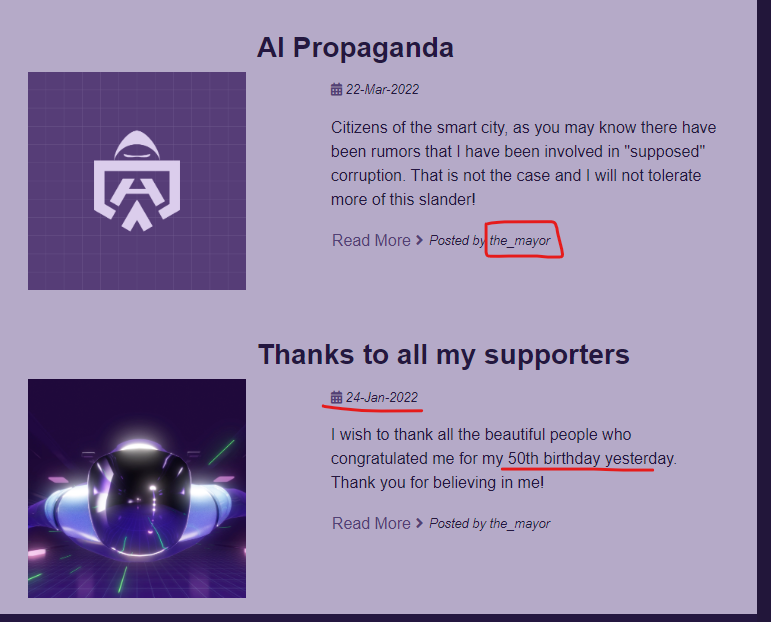 AI Propaganda
22-Mar-2022
Citizens of the smart city, as you may know there have
been rumors that I have been involved in "supposed"
corruption. That is not the case and I will not tolerate
more of this slander!
Read More Posted by the_mayor
Thanks to all my supporters
24-Jan-2022
I wish to thank all the beautiful people who
congratulated me for my 50th birthday yesterday.
Thank you for believing in me!
Read More Posted by the_mayor